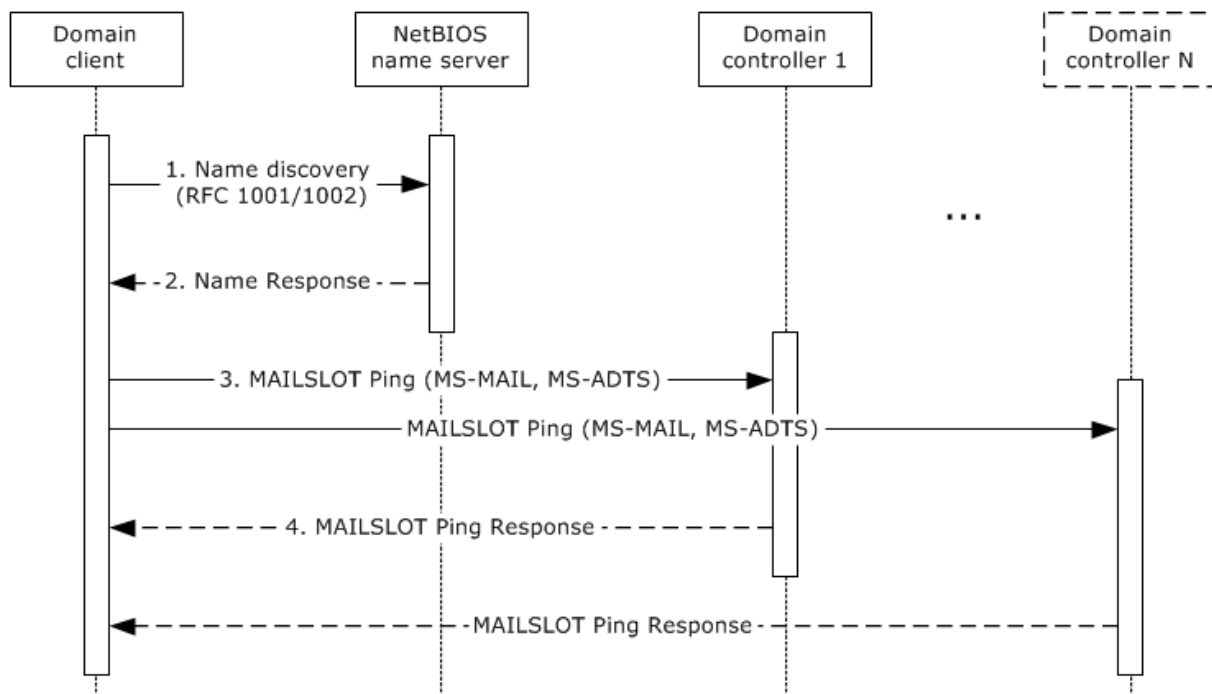 Domain
client
NetBIOS
name server
Domain
controller 1
Domain
controller N
1. Name discovery
(RFC 1001/1002)
...
2. Name Response
3. MAILSLOT Ping (MS-MAIL, MS-ADTS)
MAILSLOT Ping (MS-MAIL, MS-ADTS)
4. MAILSLOT Ping Response
MAILSLOT Ping Response